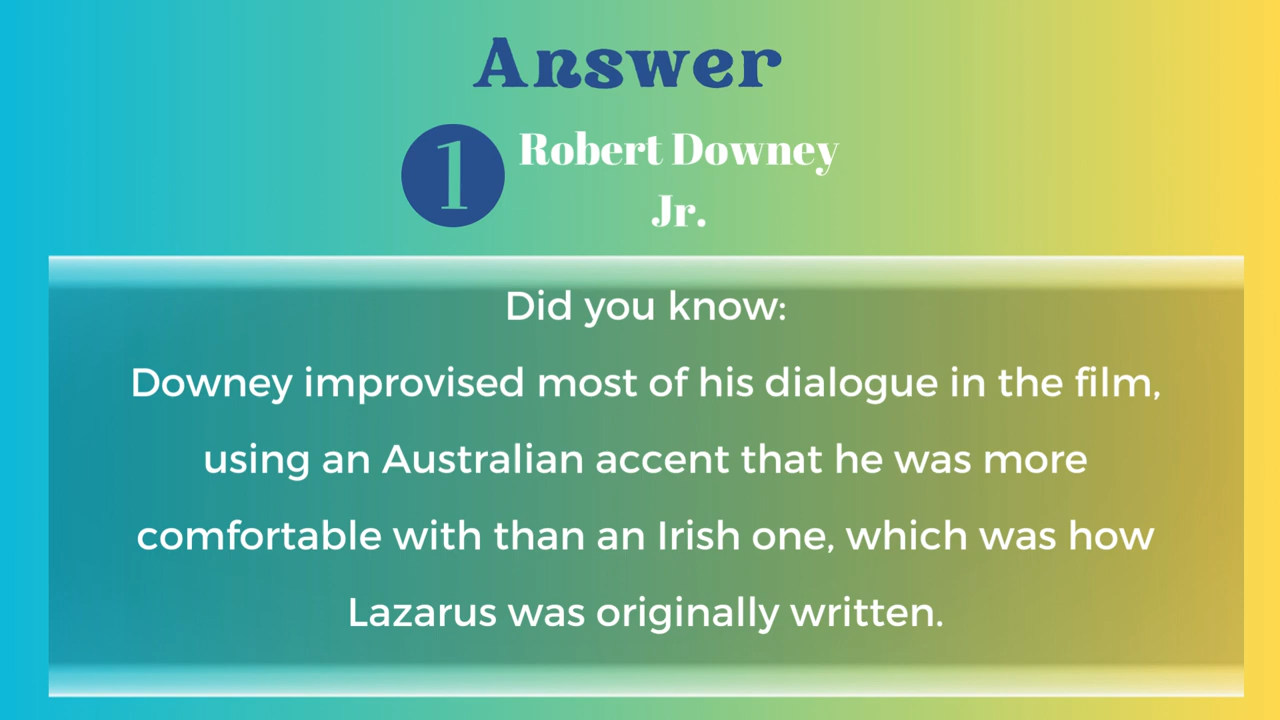 Answer
1
Robert Downey
Jr.
Did you know:
Downey improvised most of his dialogue in the film,
using an Australian accent that he was more
comfortable with than an Irish one, which was how
Lazarus was originally written.